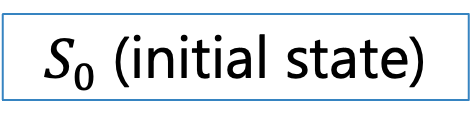 S₀ (initial state)